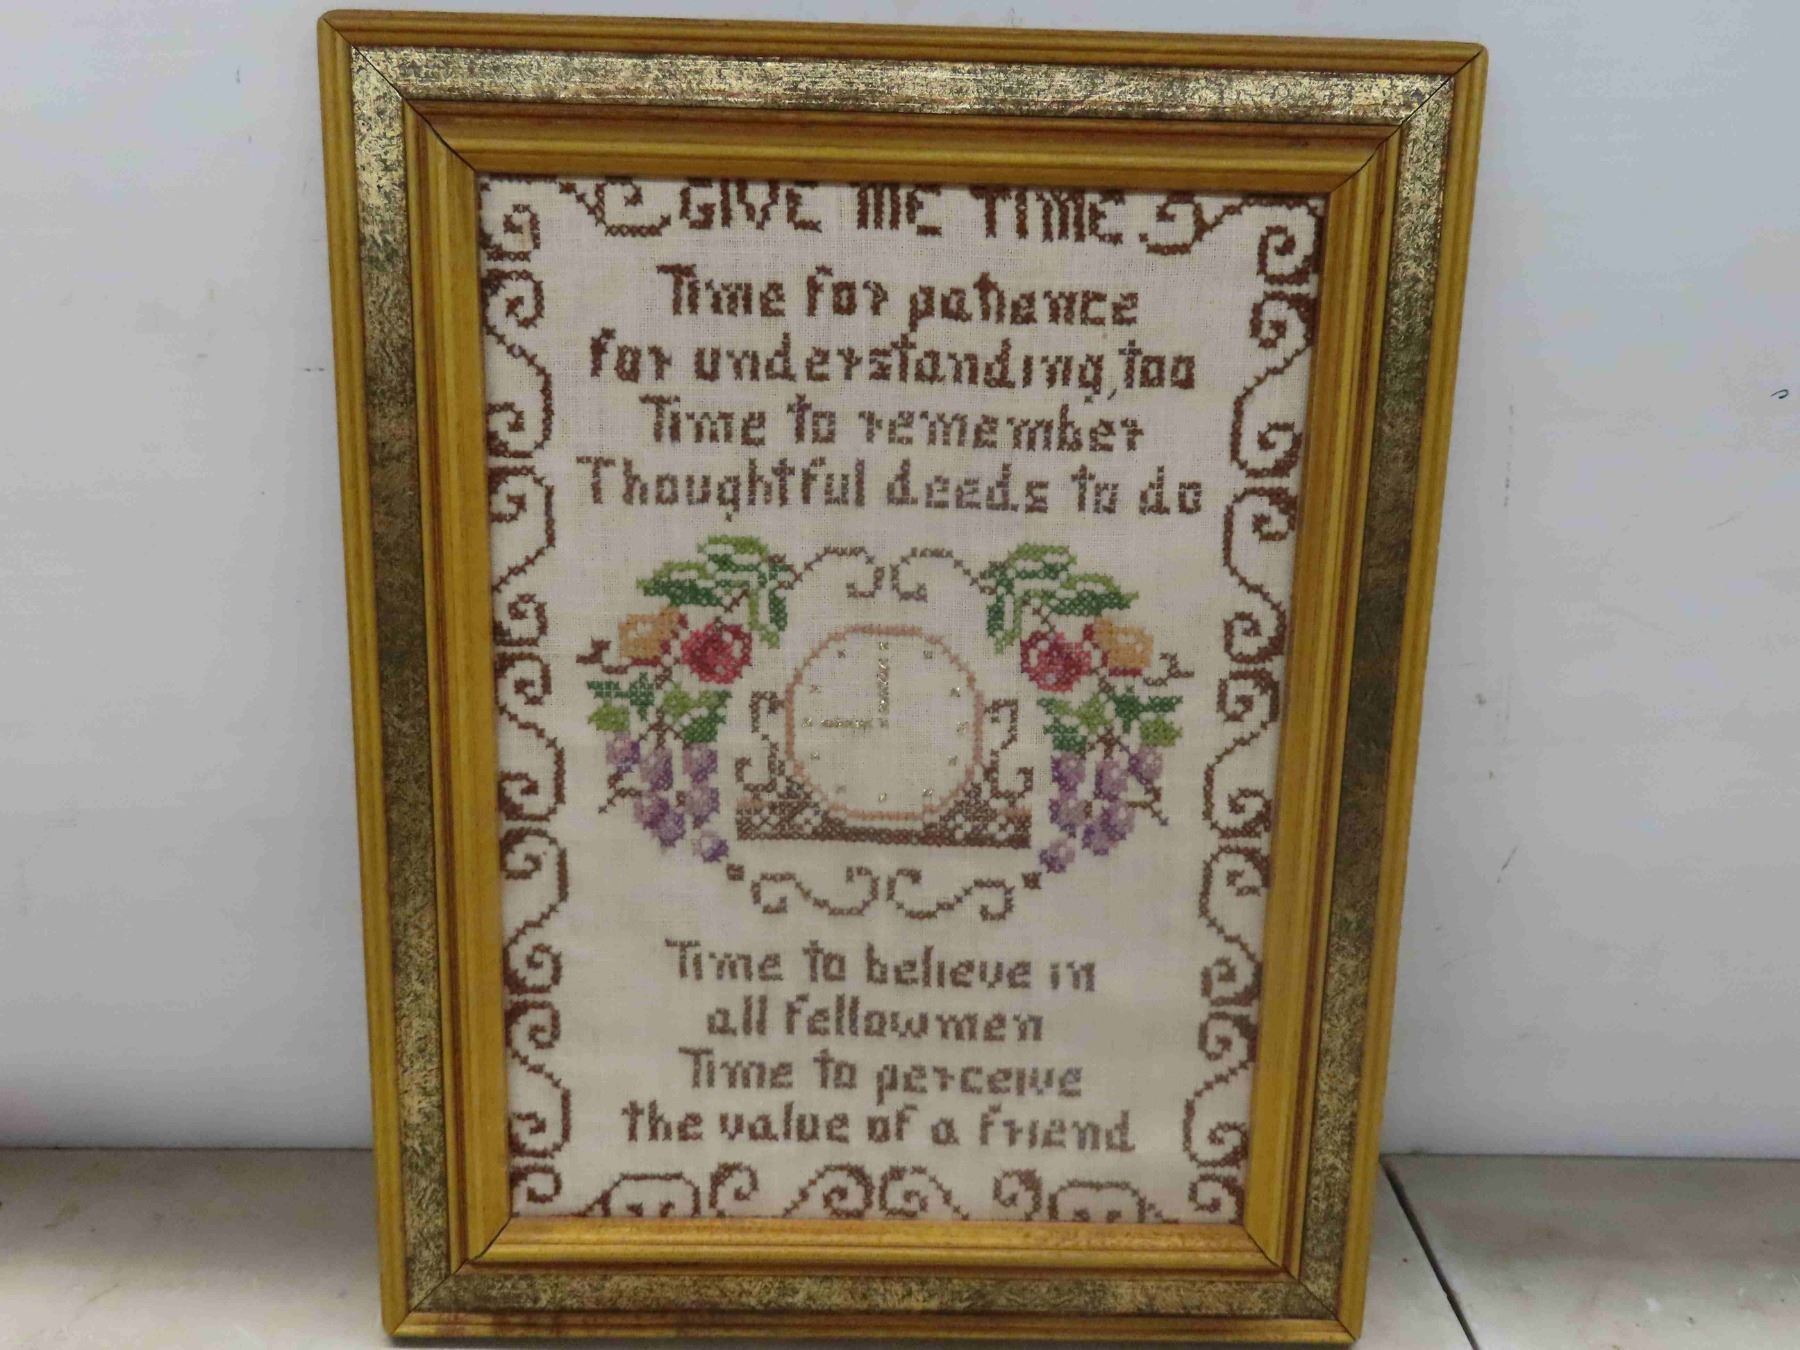 GIVE ME TIME
Time for patience
for understanding, too
Time to remember
Thoughtful deeds to do
Time to believe in
all fellowmen
Time to perceive
the value of a friend